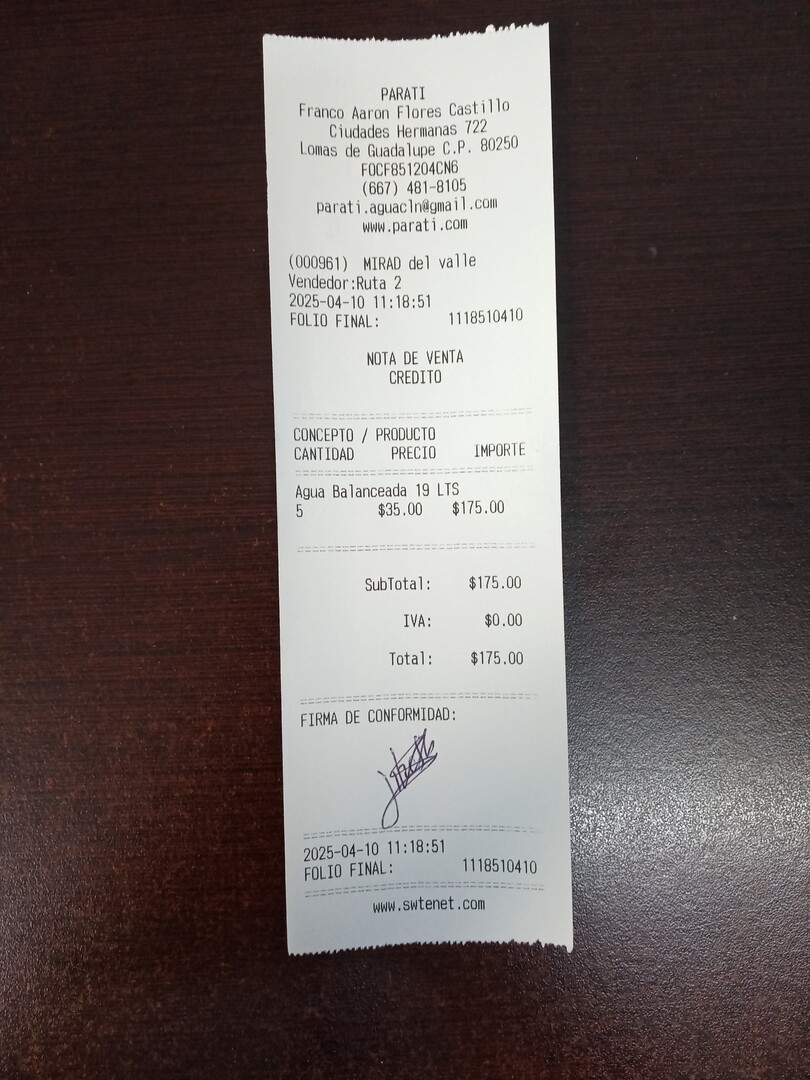 PARATI
Franco Aaron Flores Castillo
Ciudades Hermanas 722
Lomas de Guadalupe C.P. 80250
FOCF851204CN6
(667) 481-8105
parati.aguacln@gmail.com
www.parati.com
(000961) MIRAD del valle
Vendedor:Ruta 2
2025-04-10 11:18:51
FOLIO FINAL: 1118510410
NOTA DE VENTA
CREDITO
CONCEPTO / PRODUCTO
CANTIDAD PRECIO IMPORTE
Agua Balanceada 19 LTS
5 $35.00 $175.00
SubTotal: $175.00
IVA: $0.00
Total: $175.00
FIRMA DE CONFORMIDAD:
2025-04-10 11:18:51
FOLIO FINAL: 1118510410
www.swtenet.com